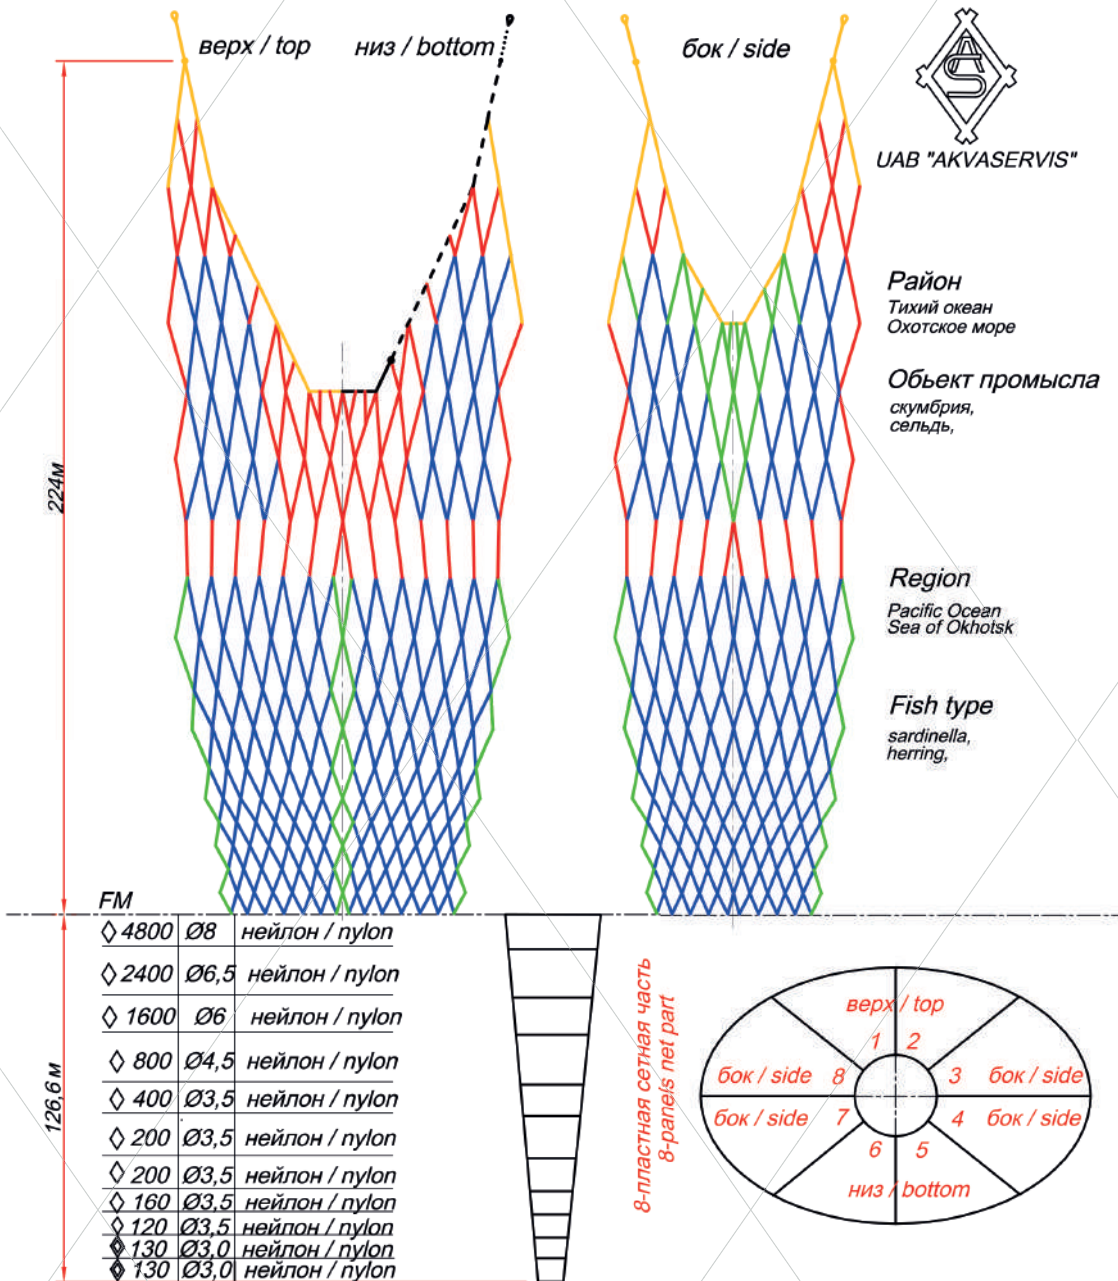 верх / top
низ / bottom
бок / side
AS
UAB "AKVASERVIS"
Район
Тихий океан
Охотское море
Обьект промысла
скумбрия,
сельдь,
Region
Pacific Ocean
Sea of Okhotsk
Fish type
sardinella,
herring,
224м
FM
4800 Ø8 нейлон / nylon
2400 Ø6,5 нейлон / nylon
1600 Ø6 нейлон / nylon
800 Ø4,5 нейлон / nylon
400 Ø3,5 нейлон / nylon
200 Ø3,5 нейлон / nylon
200 Ø3,5 нейлон / nylon
160 Ø3,5 нейлон / nylon
120 Ø3,5 нейлон / nylon
130 Ø3,0 нейлон / nylon
130 Ø3,0 нейлон / nylon
126,6 м
8-пластная сетная часть
8-panels net part
верх / top
1 2
бок / side 8 3 бок / side
бок / side 7 4 бок / side
6 5
низ / bottom